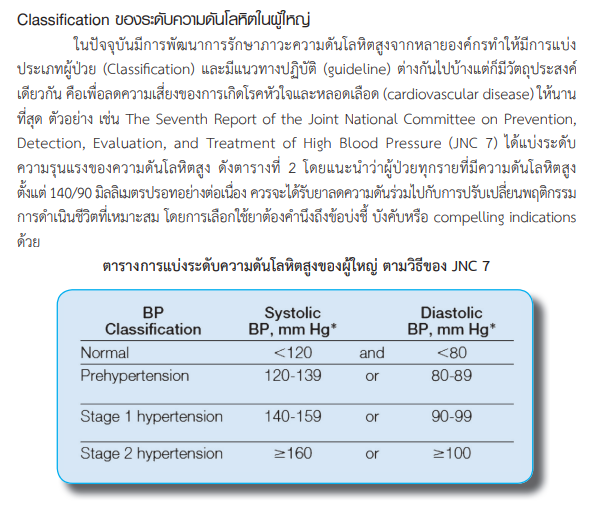 Classification ของระดับความดันโลหิตในผู้ใหญ่
ในปัจจุบันมีการพัฒนาการรักษาภาวะความดันโลหิตสูงจากหลายองค์กรทำให้มีการแบ่ง
ประเภทผู้ป่วย (Classification) และมีแนวทางปฏิบัติ (guideline) ต่างกันไปบ้างแต่ก็มีวัตถุประสงค์
เดียวกัน คือเพื่อลดความเสี่ยงของการเกิดโรคหัวใจและหลอดเลือด (cardiovascular disease) ให้นาน
ที่สุด ตัวอย่าง เช่น The Seventh Report of the Joint National Committee on Prevention,
Detection, Evaluation, and Treatment of High Blood Pressure (JNC 7) ได้แบ่งระดับ
ความรุนแรงของความดันโลหิตสูง ดังตารางที่ 2 โดยแนะนำว่าผู้ป่วยทุกรายที่มีความดันโลหิตสูง
ตั้งแต่ 140/90 มิลลิเมตรปรอทอย่างต่อเนื่อง ควรจะได้รับยาลดความดันร่วมไปกับการปรับเปลี่ยนพฤติกรรม
การดำเนินชีวิตที่เหมาะสม โดยการเลือกใช้ยาต้องคำนึงถึงข้อบ่งชี้ บังคับหรือ compelling indications
ด้วย
ตารางการแบ่งระดับความดันโลหิตสูงของผู้ใหญ่ ตามวิธีของ JNC 7
BP Systolic Diastolic
Classification BP, mm Hg* BP, mm Hg*
Normal <120 and <80
Prehypertension 120-139 or 80-89
Stage 1 hypertension 140-159 or 90-99
Stage 2 hypertension ≥160 or ≥100